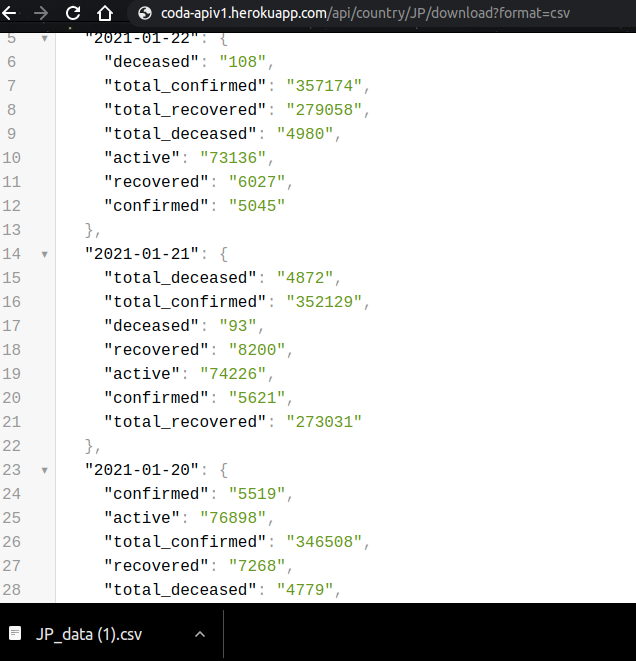 coda-apiv1.herokuapp.com/api/country/JP/download?format=csv
5 "2021-01-22": {
6 "deceased": "108",
7 "total_confirmed": "357174",
8 "total_recovered": "279058",
9 "total_deceased": "4980",
10 "active": "73136",
11 "recovered": "6027",
12 "confirmed": "5045"
13 },
14 "2021-01-21": {
15 "total_deceased": "4872",
16 "total_confirmed": "352129",
17 "deceased": "93",
18 "recovered": "8200",
19 "active": "74226",
20 "confirmed": "5621",
21 "total_recovered": "273031"
22 },
23 "2021-01-20": {
24 "confirmed": "5519",
25 "active": "76898",
26 "total_confirmed": "346508",
27 "recovered": "7268",
28 "total_deceased": "4779",
JP_data (1).csv